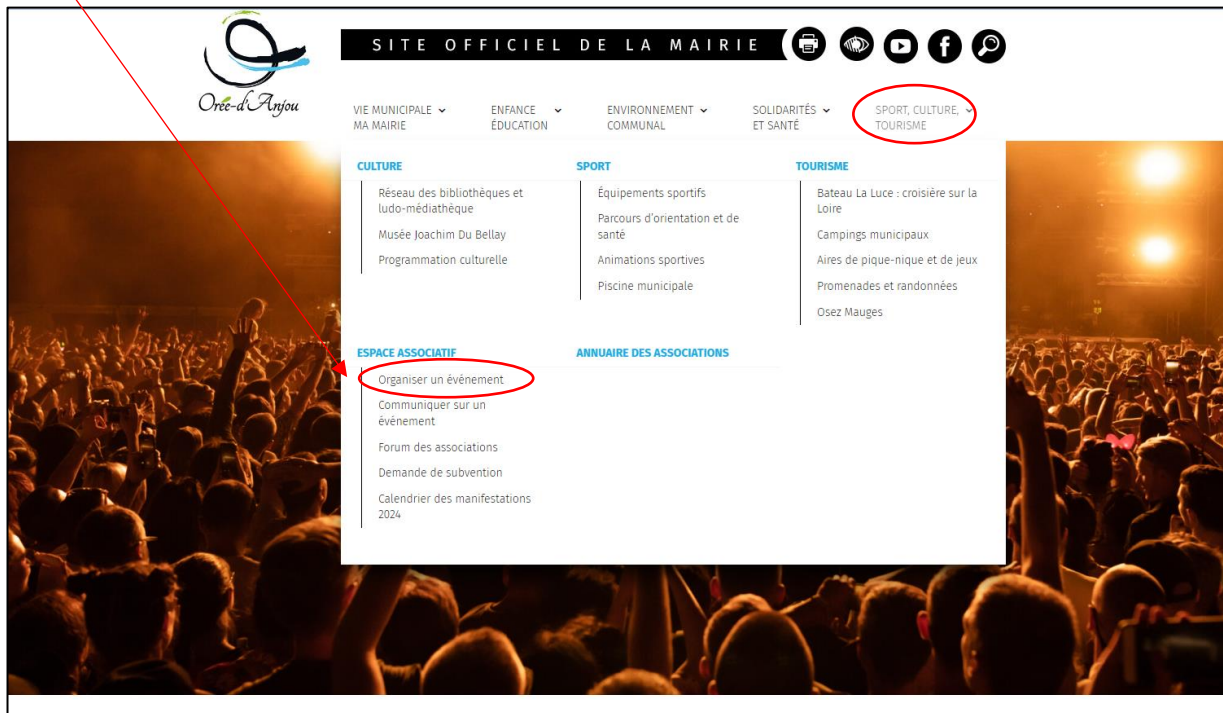 SITE OFFICIEL DE LA MAIRIE
Orée-d'Anjou
VIE MUNICIPALE
MA MAIRIE
ENFANCE
ÉDUCATION
ENVIRONNEMENT
COMMUNAL
SOLIDARITÉS
ET SANTÉ
SPORT, CULTURE,
TOURISME
CULTURE
Réseau des bibliothèques et
ludo-médiathèque
Musée Joachim Du Bellay
Programmation culturelle
SPORT
Équipements sportifs
Parcours d'orientation et de
santé
Animations sportives
Piscine municipale
TOURISME
Bateau La Luce : croisière sur la
Loire
Campings municipaux
Aires de pique-nique et de jeux
Promenades et randonnées
Osez Mauges
ESPACE ASSOCIATIF
Organiser un évènement
Communiquer sur un
évènement
Forum des associations
Demande de subvention
Calendrier des manifestations
2024
ANNUAIRE DES ASSOCIATIONS